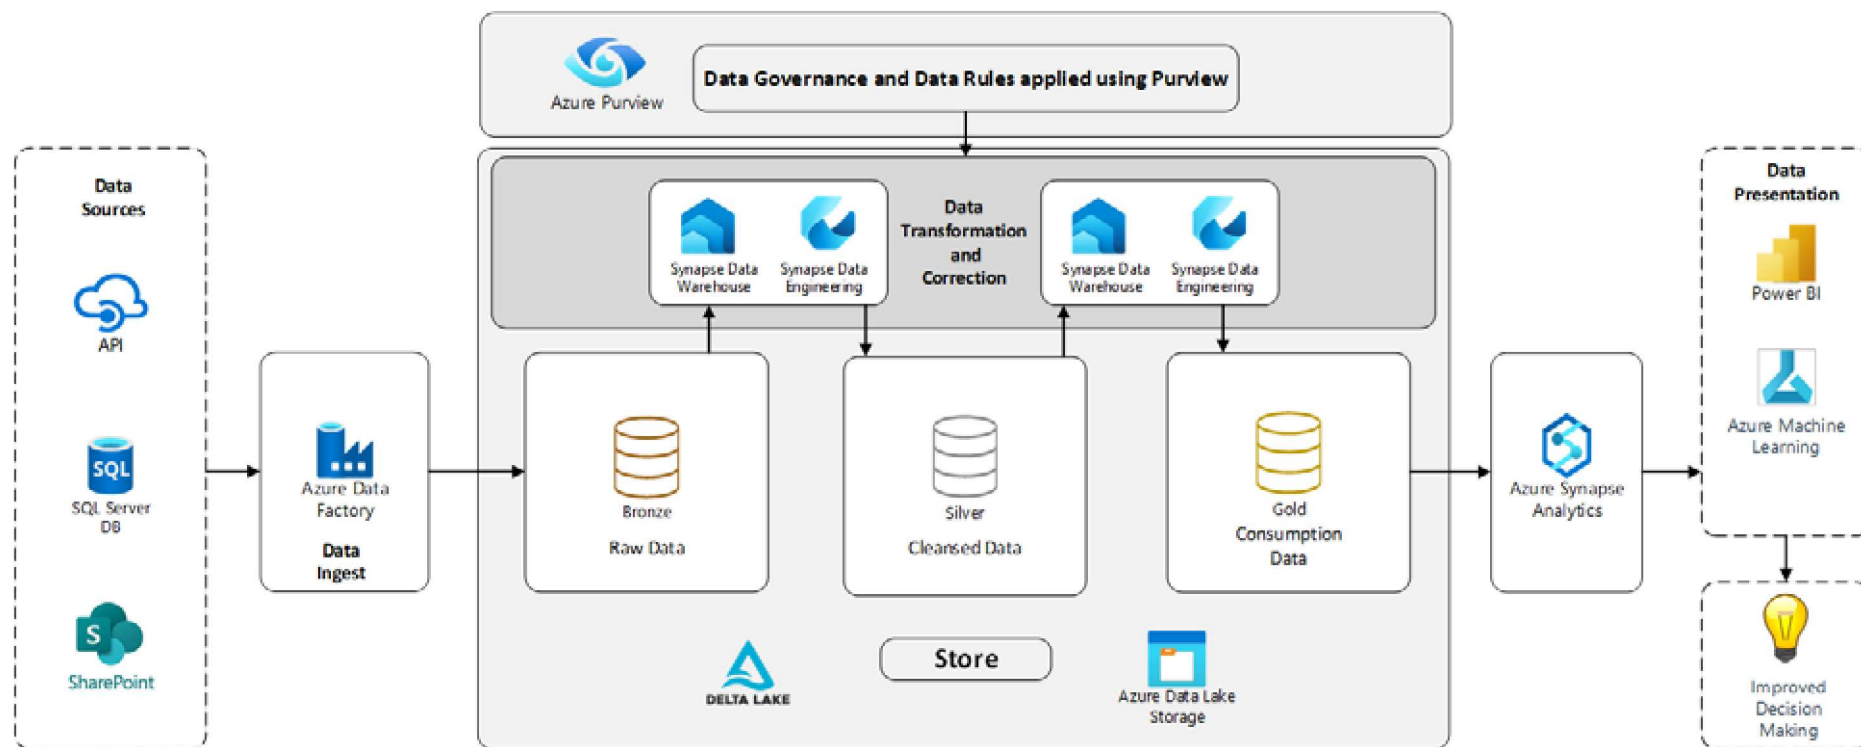 Azure Purview
Data Governance and Data Rules applied using Purview
Data
Sources
API
SQL
SQL Server
DB
S
SharePoint
Azure Data
Factory
Data
Ingest
Synapse Data
Warehouse
Synapse Data
Engineering
Data
Transformation
and
Correction
Synapse Data
Warehouse
Synapse Data
Engineering
Bronze
Raw Data
Silver
Cleansed Data
Gold
Consumption
Data
DELTA LAKE
Store
Azure Data Lake
Storage
Azure Synapse
Analytics
Data
Presentation
Power BI
Azure Machine
Learning
Improved
Decision
Making